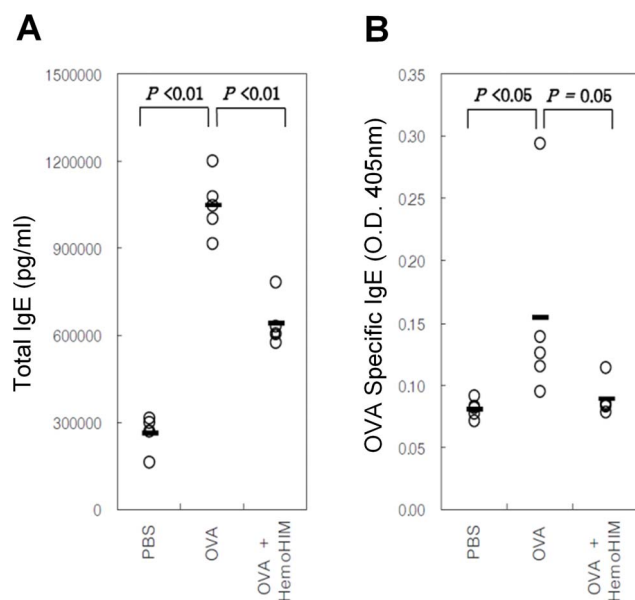 A
B
P <0.01
P <0.01
Total IgE (pg/ml)
1500000
1200000
900000
600000
300000
0
PBS
OVA
OVA +
HemoHIM
P <0.05
P = 0.05
OVA Specific IgE (O.D. 405nm)
0.35
0.30
0.25
0.20
0.15
0.10
0.05
0.00
PBS
OVA
OVA +
HemoHIM